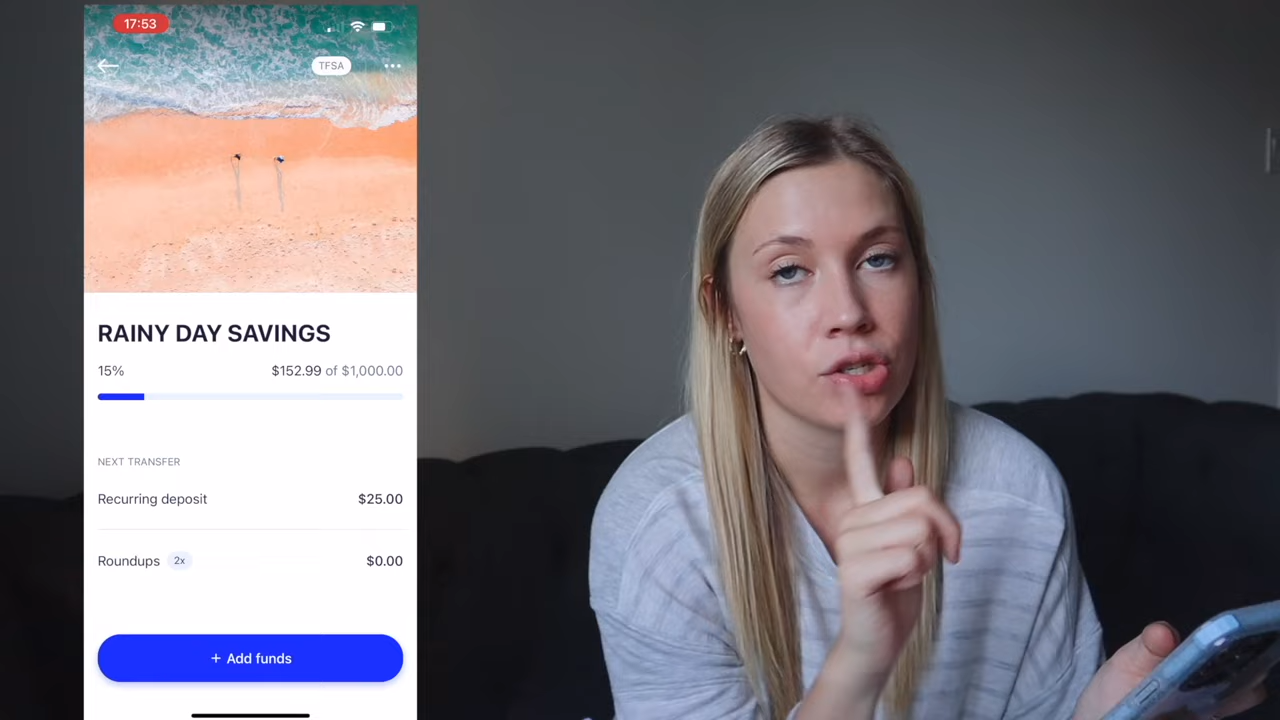 17:53
TFSA
RAINY DAY SAVINGS
15% $152.99 of $1,000.00
NEXT TRANSFER
Recurring deposit $25.00
Roundups 2x $0.00
+ Add funds